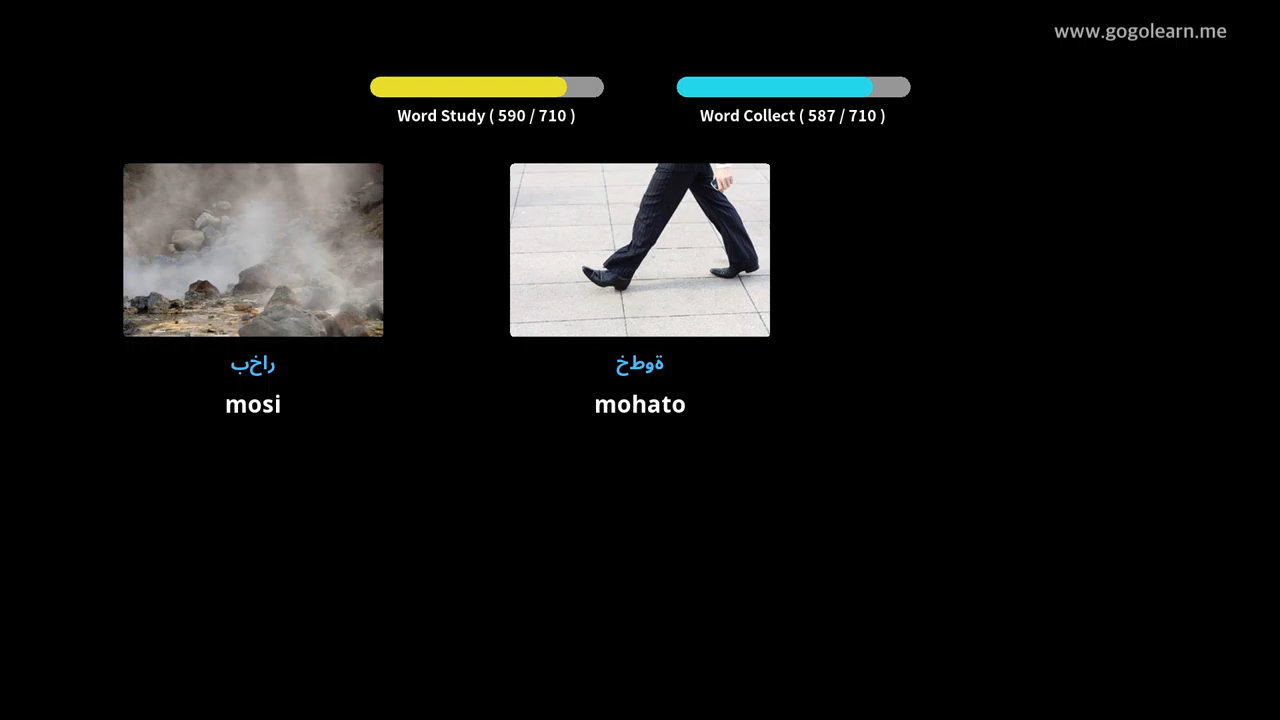 www.gogolearn.me
Word Study ( 590 / 710 )
Word Collect ( 587 / 710 )
راخب
mosi
ةوطخ
mohato